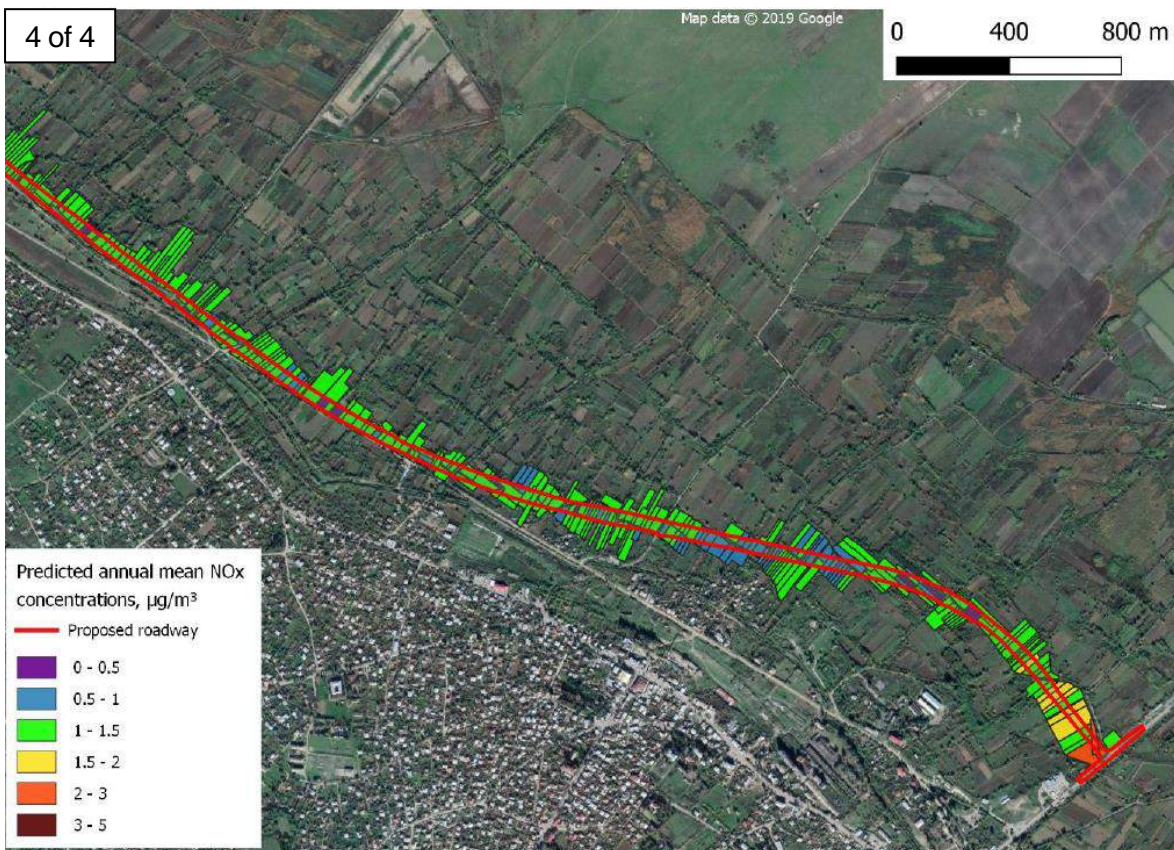 4 of 4
Map data © 2019 Google
0 400 800 m
Predicted annual mean NOx
concentrations, µg/m³
Proposed roadway
0 - 0.5
0.5 - 1
1 - 1.5
1.5 - 2
2 - 3
3 - 5